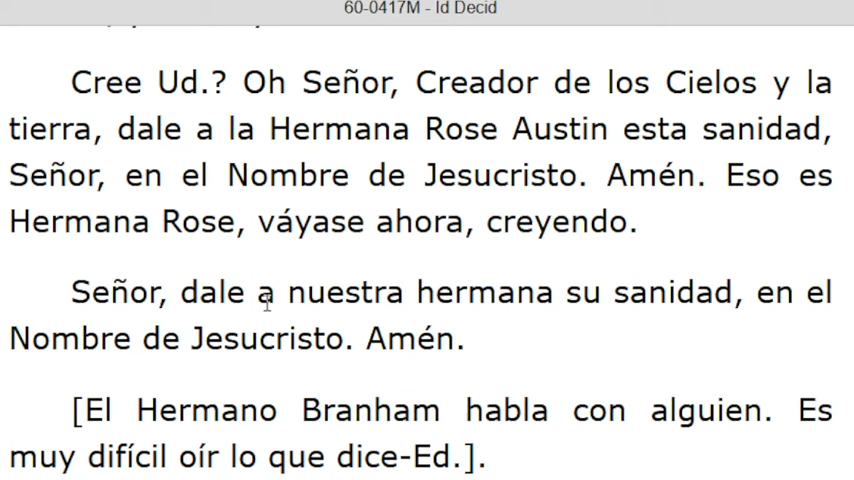 60-0417M - Id Decid
Cree Ud.? Oh Señor, Creador de los Cielos y la
tierra, dale a la Hermana Rose Austin esta sanidad,
Señor, en el Nombre de Jesucristo. Amén. Eso es
Hermana Rose, váyase ahora, creyendo.
Señor, dale a nuestra hermana su sanidad, en el
Nombre de Jesucristo. Amén.
[El Hermano Branham habla con alguien. Es
muy difícil oír lo que dice-Ed.].